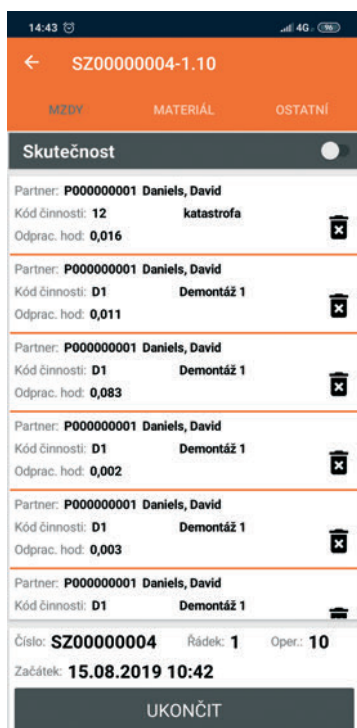 14:43 4G 96
SZ00000004-1.10
MZDY MATERIÁL OSTATNÍ
Skutečnost
Partner: P000000001 Daniels, David
Kód činnosti: 12 katastrofa
Odprac. hod: 0,016
Partner: P000000001 Daniels, David
Kód činnosti: D1 Demontáž 1
Odprac. hod: 0,011
Partner: P000000001 Daniels, David
Kód činnosti: D1 Demontáž 1
Odprac. hod: 0,083
Partner: P000000001 Daniels, David
Kód činnosti: D1 Demontáž 1
Odprac. hod: 0,002
Partner: P000000001 Daniels, David
Kód činnosti: D1 Demontáž 1
Odprac. hod: 0,003
Partner: P000000001 Daniels, David
Kód činnosti: D1 Demontáž 1
Číslo: SZ00000004 Řádek: 1 Oper.: 10
Začátek: 15.08.2019 10:42
UKONČIT